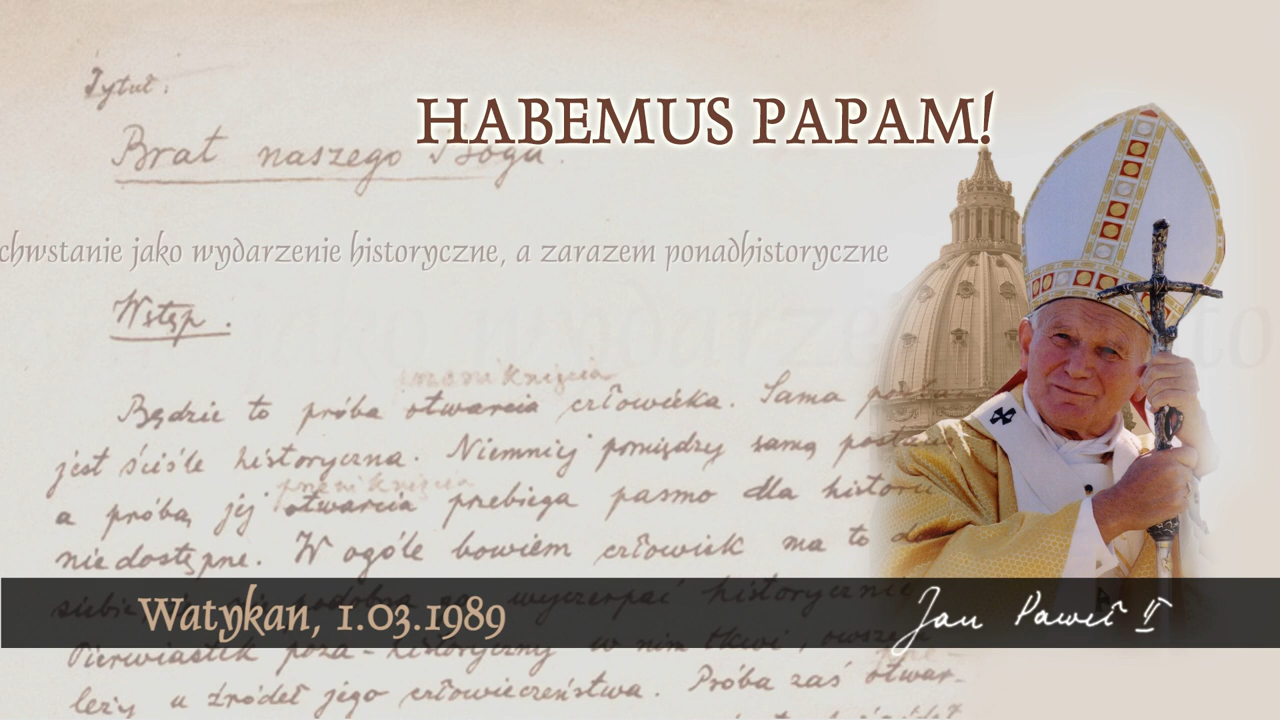 Tytuł:
HABEMUS PAPAM!
Brat naszego Boga.
chwstanie jako wydarzenie historyczne, a zarazem ponadhistoryczne
Wstęp.
Będzie to próba otwarcia człowieka. Sama
jest ściśle historyczna. Niemniej pomiędzy samą
a próbą jej otwarcia przebiega pasmo dla
niedostępne. W ogóle bowiem człowiek ma to
wyczerpać historycznie
Watykan, 1.03.1989
Jan Paweł II
Pierwiastek poza-historyczny w nim tkwi,
leży u źródeł jego człowieczeństwa. Próba zaś otwar-